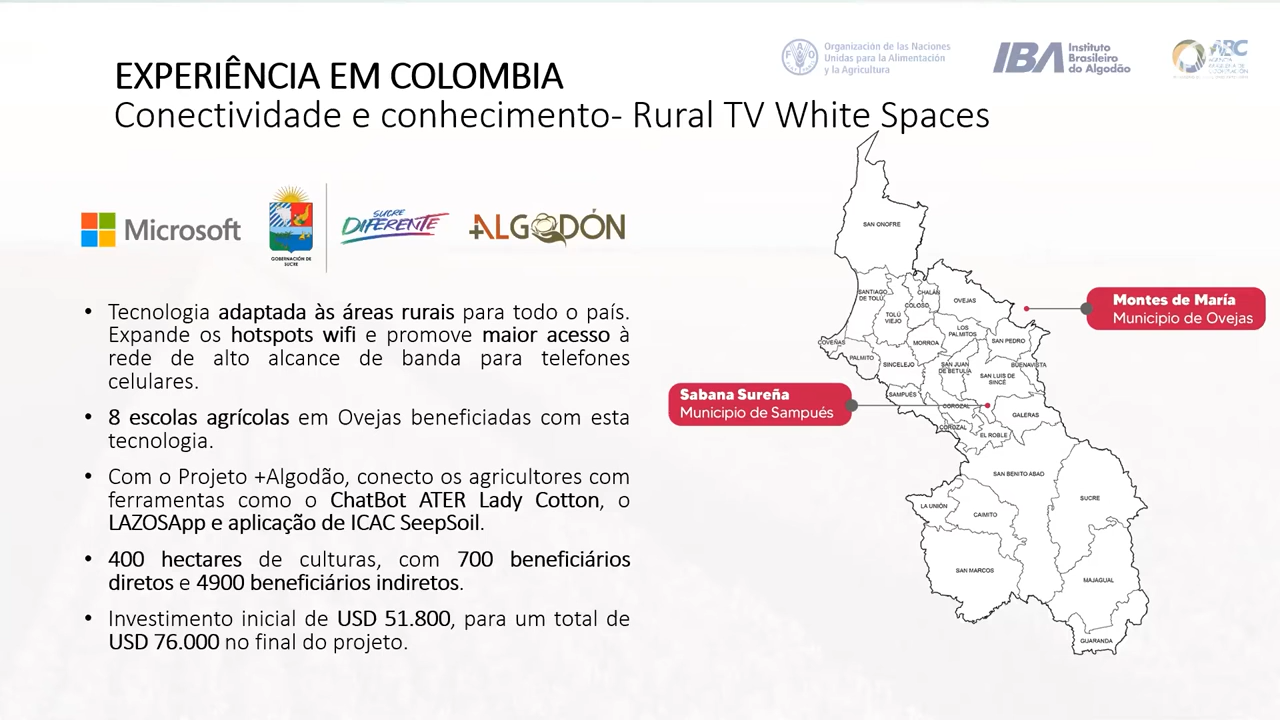 EXPERIÊNCIA EM COLOMBIA
Conectividade e conhecimento- Rural TV White Spaces
FAO
Organización de las Naciones
Unidas para la Alimentación
y la Agricultura
IBA
Instituto
Brasileiro
do Algodão
ABC
Microsoft
GOBERNACIÓN DE
SUCRE
SUCRE
DIFERENTE
+ALGODÓN
• Tecnologia adaptada às áreas rurais para todo o país.
Expande os hotspots wifi e promove maior acesso à
rede de alto alcance de banda para telefones
celulares.
• 8 escolas agrícolas em Ovejas beneficiadas com esta
tecnologia.
• Com o Projeto +Algodão, conecto os agricultores com
ferramentas como o ChatBot ATER Lady Cotton, o
LAZOSApp e aplicação de ICAC SeepSoil.
• 400 hectares de culturas, com 700 beneficiários
diretos e 4900 beneficiários indiretos.
• Investimento inicial de USD 51.800, para um total de
USD 76.000 no final do projeto.
SAN ONOFRE
SANTIAGO
DE TOLÚ
CHALÁN
COLOSO
OVEJAS
TOLÚ
VIEJO
LOS
PALMITOS
COVEÑAS
MORROA
SAN PEDRO
PALMITO
SINCELEJO
SAN JUAN
DE BETULIA
BUENAVISTA
SAN LUIS DE
SINCÉ
SAMPUÉS
COROZAL
GALERAS
COROZAL
EL ROBLE
SAN BENITO ABAD
LA UNIÓN
CAIMITO
SUCRE
SAN MARCOS
MAJAGUAL
GUARANDA
Montes de María
Municipio de Ovejas
Sabana Sureña
Municipio de Sampués